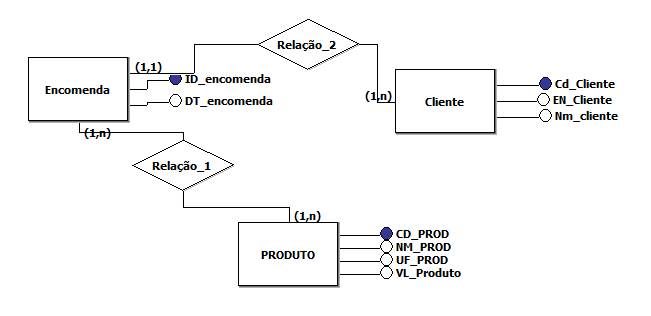 Relação_2
(1,1)
Encomenda
ID_encomenda
DT_encomenda
(1,n)
Cliente
Cd_Cliente
EN_Cliente
Nm_cliente
(1,n)
Relação_1
(1,n)
PRODUTO
CD_PROD
NM_PROD
UF_PROD
VL_Produto